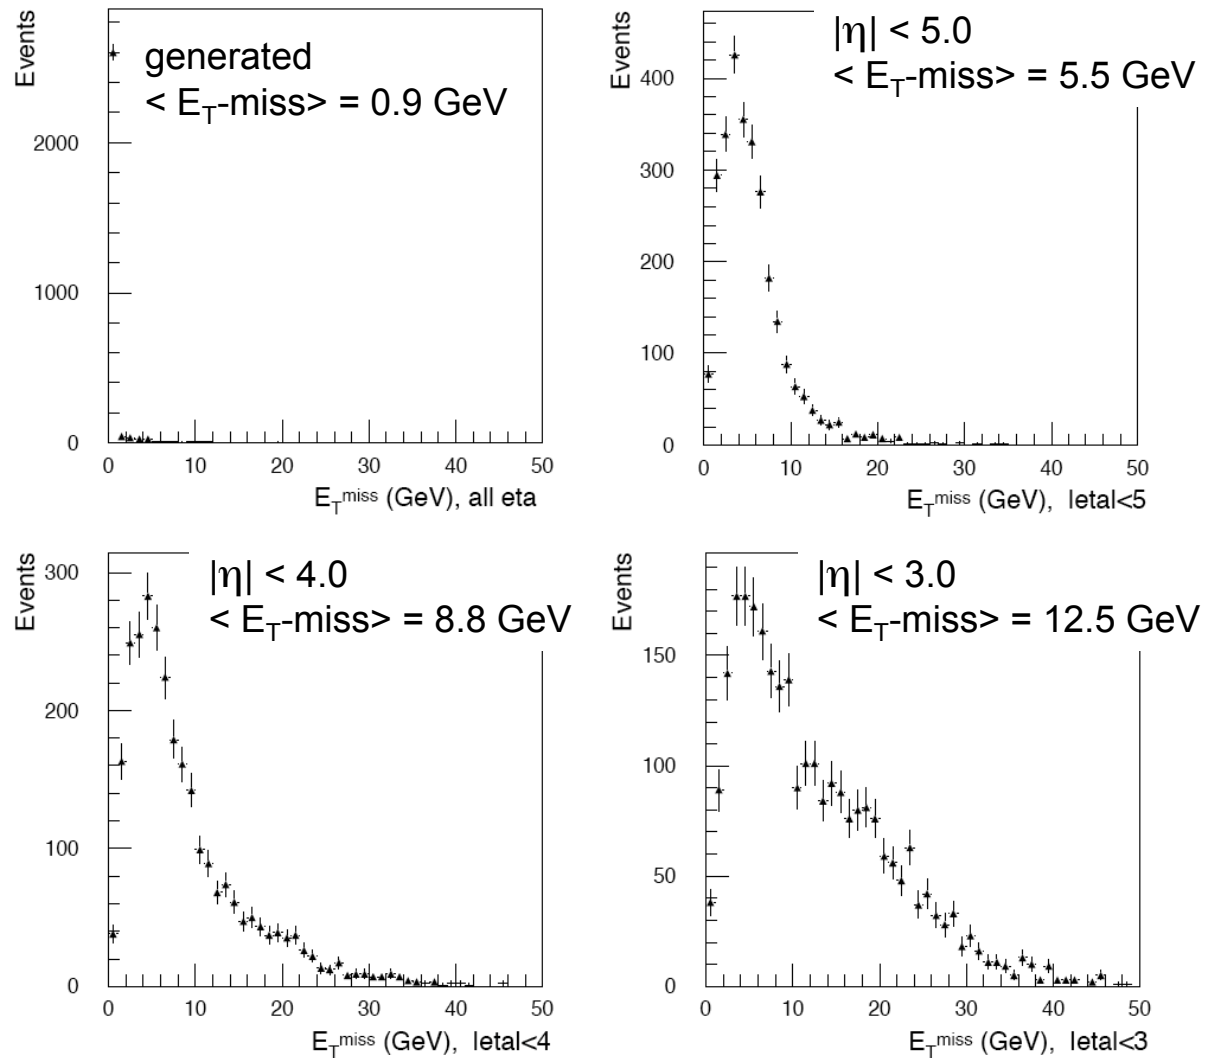 Events
generated
< E_T-miss> = 0.9 GeV
2000
1000
0
0 10 20 30 40 50
E_T^miss (GeV), all eta
Events
|η| < 5.0
< E_T-miss> = 5.5 GeV
400
300
200
100
0
0 10 20 30 40 50
E_T^miss (GeV), letal<5
Events
|η| < 4.0
< E_T-miss> = 8.8 GeV
300
200
100
0
0 10 20 30 40 50
E_T^miss (GeV), letal<4
Events
|η| < 3.0
< E_T-miss> = 12.5 GeV
150
100
50
0
0 10 20 30 40 50
E_T^miss (GeV), letal<3